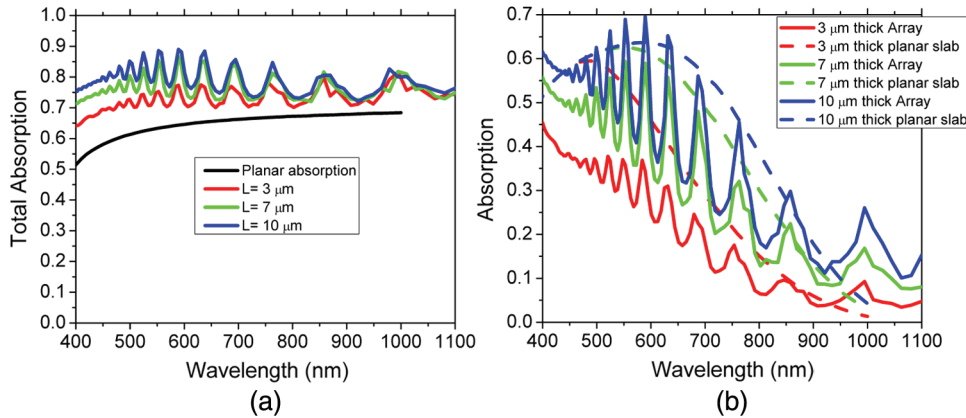 (a)
Total Absorption
1.0
0.9
0.8
0.7
0.6
0.5
0.4
0.3
0.2
0.1
0.0
Planar absorption
L= 3 μm
L= 7 μm
L= 10 μm
400 500 600 700 800 900 1000 1100
Wavelength (nm)
(a)
(b)
Absorption
0.7
0.6
0.5
0.4
0.3
0.2
0.1
0.0
3 μm thick Array
3 μm thick planar slab
7 μm thick Array
7 μm thick planar slab
10 μm thick Array
10 μm thick planar slab
400 500 600 700 800 900 1000 1100
Wavelength (nm)
(b)